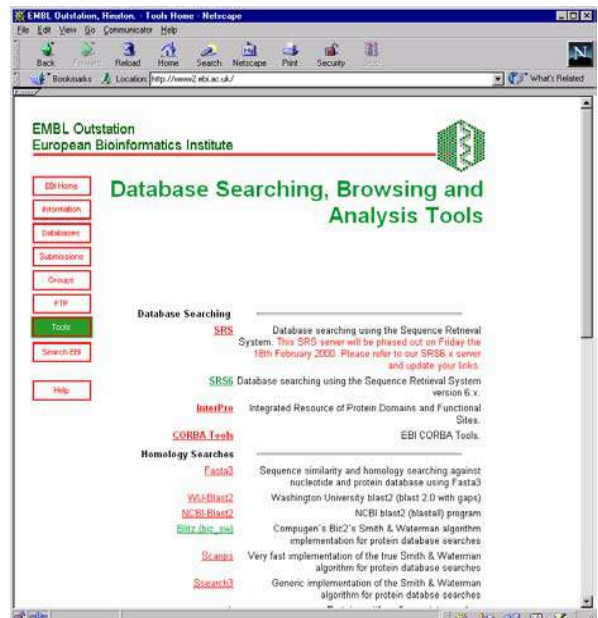 EMBL Outstation, Hinxton. - Tools Home - Netscape
File Edit View Go Communicator Help
Back Forward Reload Home Search Netscape Print Security Stop
Bookmarks Location: http://www2.ebi.ac.uk/ What's Related
EMBL Outstation
European Bioinformatics Institute
EBI Home
Information
Databases
Submissions
Groups
FTP
Tools
Search EBI
Help
Database Searching, Browsing and
Analysis Tools
Database Searching
SRS Database searching using the Sequence Retrieval
System. This SRS server will be phased out on Friday the
18th February 2000. Please refer to our SRS6.x server
and update your links.
SRS6 Database searching using the Sequence Retrieval System
version 6.x.
InterPro Integrated Resource of Protein Domains and Functional
Sites.
CORBA Tools EBI CORBA Tools.
Homology Searches
Fasta3 Sequence similarity and homology searching against
nucleotide and protein database using Fasta3
WU-Blast2 Washington University blast2 (blast 2.0 with gaps)
NCBI-Blast2 NCBI blast2 (blastall) program
Blitz (bic_sw) Compugen's Bic2's Smith & Waterman algorithm
implementation for protein database searches
Scanps Very fast implementation of the true Smith & Waterman
algorithm for protein database searches
Ssearch3 Generic implementation of the Smith & Waterman
algorithm for protein databse searches